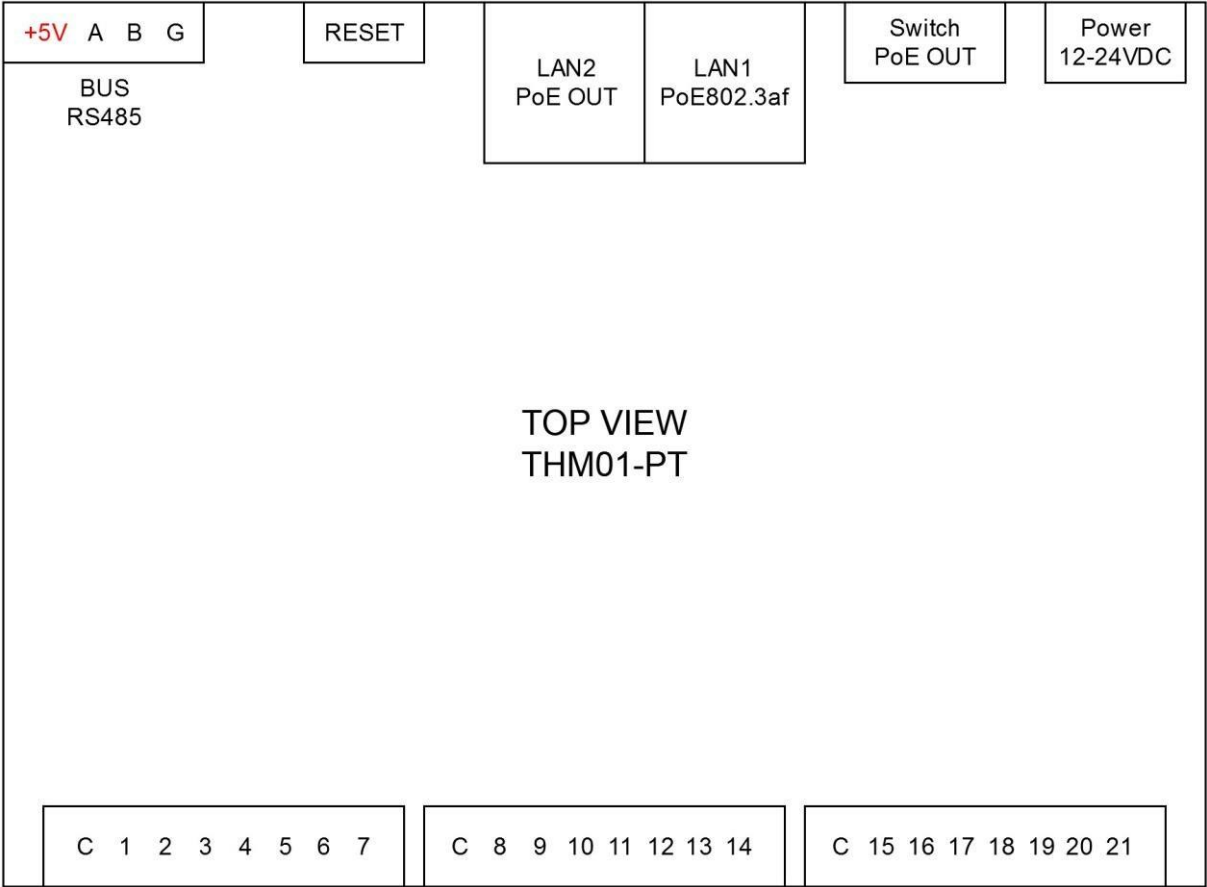 +5V A B G
BUS
RS485
RESET
LAN2
PoE OUT
LAN1
PoE802.3af
Switch
PoE OUT
Power
12-24VDC
TOP VIEW
THM01-PT
C 1 2 3 4 5 6 7
C 8 9 10 11 12 13 14
C 15 16 17 18 19 20 21